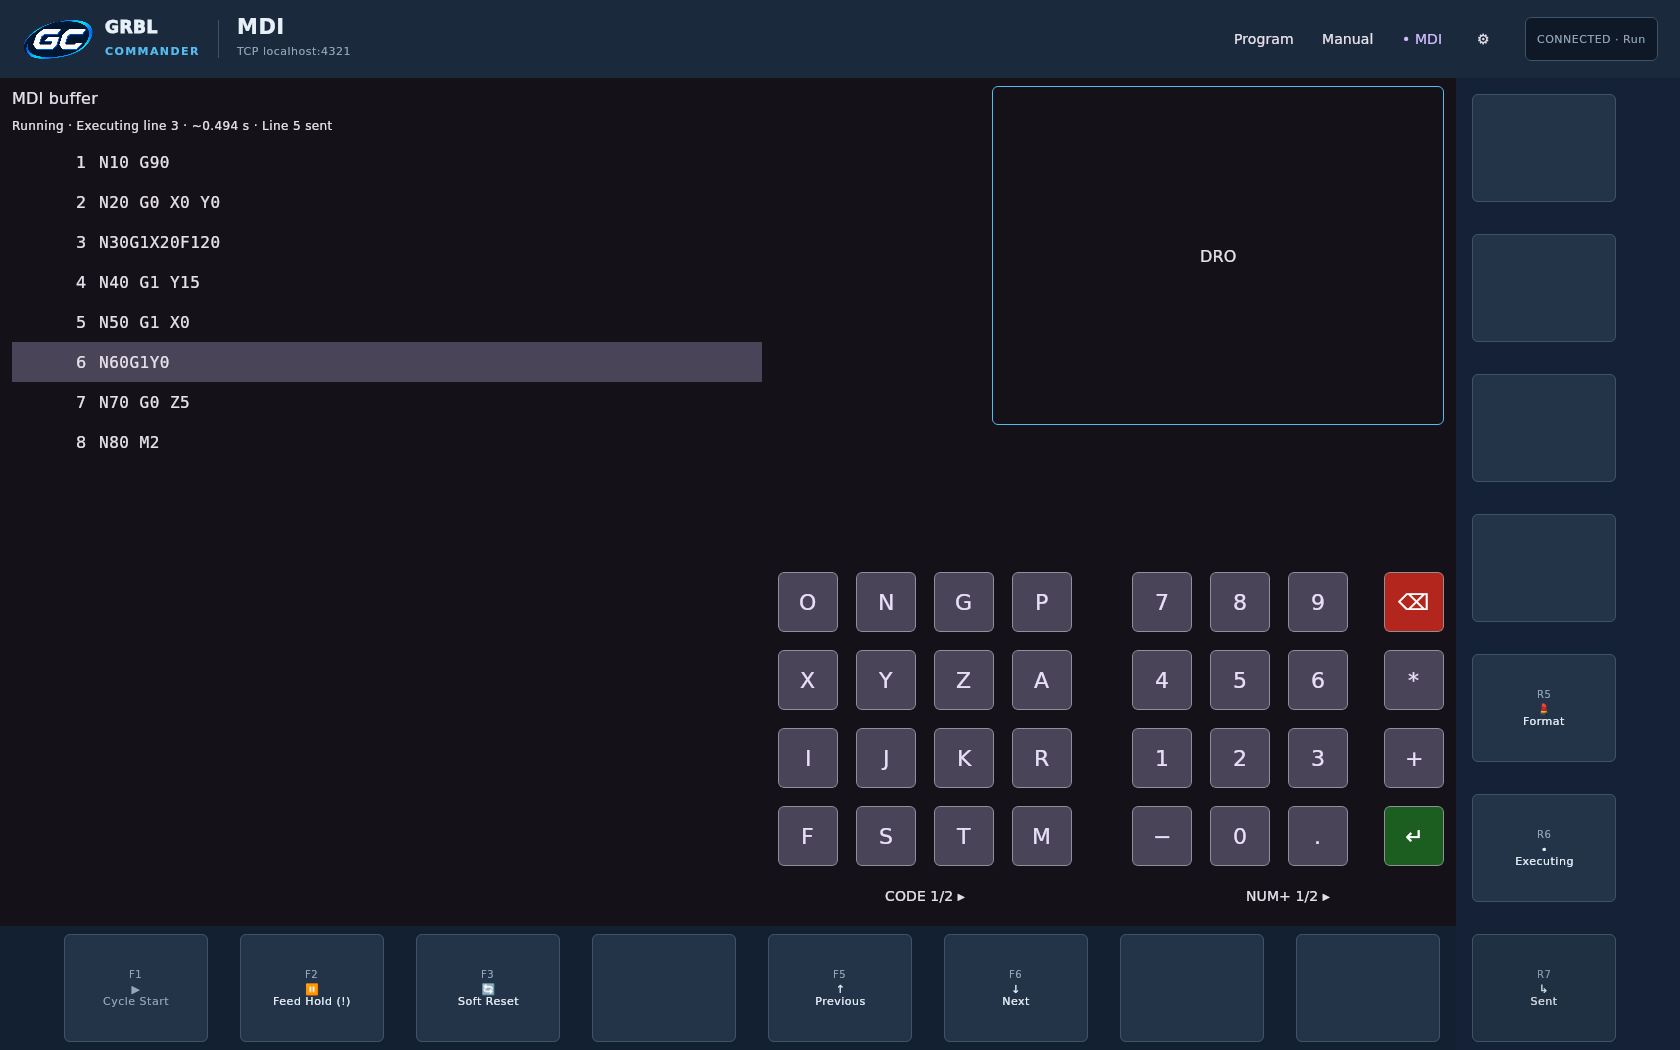 GC
GRBL
COMMANDER
MDI
TCP localhost:4321
Program
Manual
• MDI
CONNECTED · Run
MDI buffer
Running · Executing line 3 · ~0.494 s · Line 5 sent
1 N10 G90
2 N20 G0 X0 Y0
3 N30G1X20F120
4 N40 G1 Y15
5 N50 G1 X0
6 N60G1Y0
7 N70 G0 Z5
8 N80 M2
DRO
O N G P 7 8 9 ⌫
X Y Z A 4 5 6 *
I J K R 1 2 3 +
F S T M − 0 . ↵
CODE 1/2 ▸
NUM+ 1/2 ▸
R5
Format
R6
•
Executing
F1
▶
Cycle Start
F2
⏸
Feed Hold (!)
F3
🔄
Soft Reset
F5
↑
Previous
F6
↓
Next
R7
↳
Sent